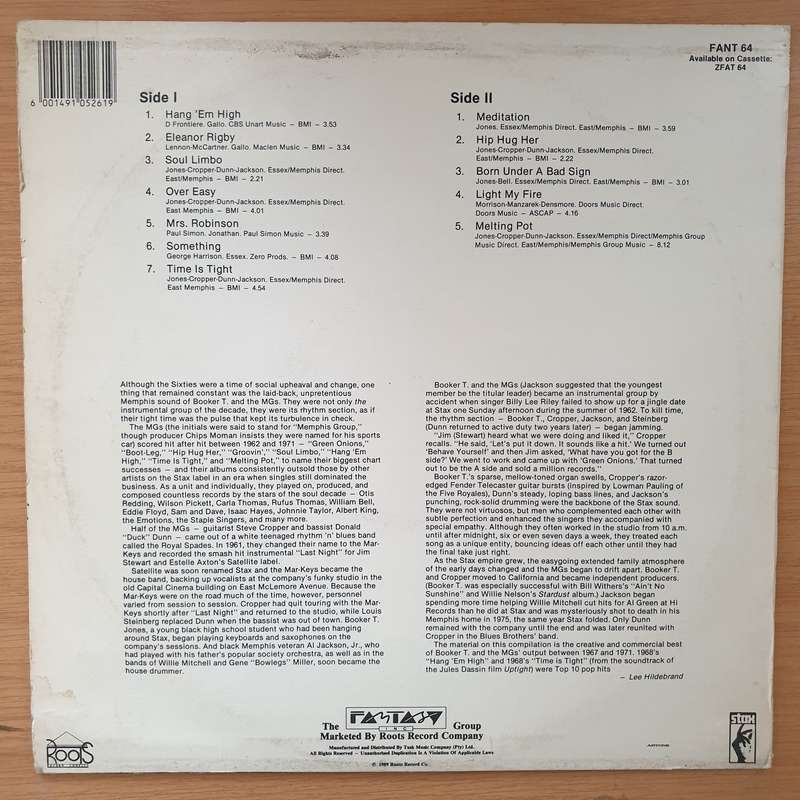 FANT 64
Available on Cassette:
ZFAT 64
6 001491 052619
Side I
1. Hang 'Em High
D Frontiere. Gallo. CBS Unart Music – BMI – 3.53
2. Eleanor Rigby
Lennon-McCartney. Gallo. Maclen Music – BMI – 3.34
3. Soul Limbo
Jones-Cropper-Dunn-Jackson. Essex/Memphis Direct.
East/Memphis – BMI – 2.21
4. Over Easy
Jones-Cropper-Dunn-Jackson. Essex/Memphis Direct.
East Memphis – BMI – 4.01
5. Mrs. Robinson
Paul Simon. Jonathan. Paul Simon Music – 3.39
6. Something
George Harrison. Essex. Zero Prods. – BMI – 4.08
7. Time Is Tight
Jones-Cropper-Dunn-Jackson. Essex/Memphis Direct.
East Memphis – BMI – 4.54
Side II
1. Meditation
Jones. Essex/Memphis Direct. East/Memphis – BMI – 3.59
2. Hip Hug Her
Jones-Cropper-Dunn-Jackson. Essex/Memphis Direct.
East/Memphis – BMI – 2.22
3. Born Under A Bad Sign
Jones-Bell. Essex/Memphis Direct. East/Memphis – BMI – 3.01
4. Light My Fire
Morrison-Manzarek-Densmore. Doors Music Direct.
Doors Music – ASCAP – 4.16
5. Melting Pot
Jones-Cropper-Dunn-Jackson. Essex/Memphis Direct/Memphis Group
Music Direct. East/Memphis/Memphis Group Music – 8.12
Although the Sixties were a time of social upheaval and change, one
thing that remained constant was the laid-back, unpretentious
Memphis sound of Booker T. and the MGs. They were not only the
instrumental group of the decade, they were its rhythm section, as if
their tight time was the pulse that kept its turbulence in check.
The MGs (the initials were said to stand for "Memphis Group,"
though producer Chips Moman insists they were named for his sports
car) scored hit after hit between 1962 and 1971 – "Green Onions,"
"Boot-Leg," "Hip Hug Her," "Groovin'," "Soul Limbo," "Hang 'Em
High," "Time Is Tight," and "Melting Pot," to name their biggest chart
successes – and their albums consistently outsold those by other
artists on the Stax label in an era when singles still dominated the
business. As a unit and individually, they played on, produced, and
composed countless records by the stars of the soul decade – Otis
Redding, Wilson Pickett, Carla Thomas, Rufus Thomas, William Bell,
Eddie Floyd, Sam and Dave, Isaac Hayes, Johnnie Taylor, Albert King,
the Emotions, the Staple Singers, and many more.
Half of the MGs – guitarist Steve Cropper and bassist Donald
"Duck" Dunn – came out of a white teenaged rhythm 'n' blues band
called the Royal Spades. In 1961, they changed their name to the Mar-
Keys and recorded the smash hit instrumental "Last Night" for Jim
Stewart and Estelle Axton's Satellite label.
Satellite was soon renamed Stax and the Mar-Keys became the
house band, backing up vocalists at the company's funky studio in the
old Capital Cinema building on East McLemore Avenue. Because the
Mar-Keys were on the road much of the time, however, personnel
varied from session to session. Cropper had quit touring with the Mar-
Keys shortly after "Last Night" and returned to the studio, while Louis
Steinberg replaced Dunn when the bassist was out of town. Booker T.
Jones, a young black high school student who had been hanging
around Stax, began playing keyboards and saxophones on the
company's sessions. And black Memphis veteran Al Jackson, Jr., who
had played with his father's popular society orchestra, as well as in the
bands of Willie Mitchell and Gene "Bowlegs" Miller, soon became the
house drummer.
Booker T. and the MGs (Jackson suggested that the youngest
member be the titular leader) became an instrumental group by
accident when singer Billy Lee Riley failed to show up for a jingle date
at Stax one Sunday afternoon during the summer of 1962. To kill time,
the rhythm section – Booker T., Cropper, Jackson, and Steinberg
(Dunn returned to active duty two years later) – began jamming.
"Jim (Stewart) heard what we were doing and liked it," Cropper
recalls. "He said, 'Let's put it down. It sounds like a hit.' We turned out
'Behave Yourself' and then Jim asked, 'What have you got for the B
side?' We went to work and came up with 'Green Onions.' That turned
out to be the A side and sold a million records."
Booker T.'s sparse, mellow-toned organ swells, Cropper's razor-
edged Fender Telecaster guitar bursts (inspired by Lowman Pauling of
the Five Royales), Dunn's steady, loping bass lines, and Jackson's
punching, rock-solid drumming were the backbone of the Stax sound.
They were not virtuosos, but men who complemented each other with
subtle perfection and enhanced the singers they accompanied with
special empathy. Although they often worked in the studio from 10 a.m.
until after midnight, six or even seven days a week, they treated each
song as a unique entity, bouncing ideas off each other until they had
the final take just right.
As the Stax empire grew, the easygoing extended family atmosphere
of the early days changed and the MGs began to drift apart. Booker T.
and Cropper moved to California and became independent producers.
(Booker T. was especially successful with Bill Withers's "Ain't No
Sunshine" and Willie Nelson's Stardust album.) Jackson began
spending more time helping Willie Mitchell cut hits for Al Green at Hi
Records than he did at Stax and was mysteriously shot to death in his
Memphis home in 1975, the same year Stax folded. Only Dunn
remained with the company until the end and was later reunited with
Cropper in the Blues Brothers' band.
The material on this compilation is the creative and commercial best
of Booker T. and the MGs' output between 1967 and 1971. 1968's
"Hang 'Em High" and 1968's "Time is Tight" (from the soundtrack of
the Jules Dassin film Uptight) were Top 10 pop hits
– Lee Hildebrand
The FANTASY INC Group
Marketed By Roots Record Company
Manufactured and Distributed By Tusk Music Company (Pty) Ltd.
All Rights Reserved – Unauthorised Duplication Is A Violation Of Applicable Laws
© 1989 Roots Record Co.
ROOTS
stax